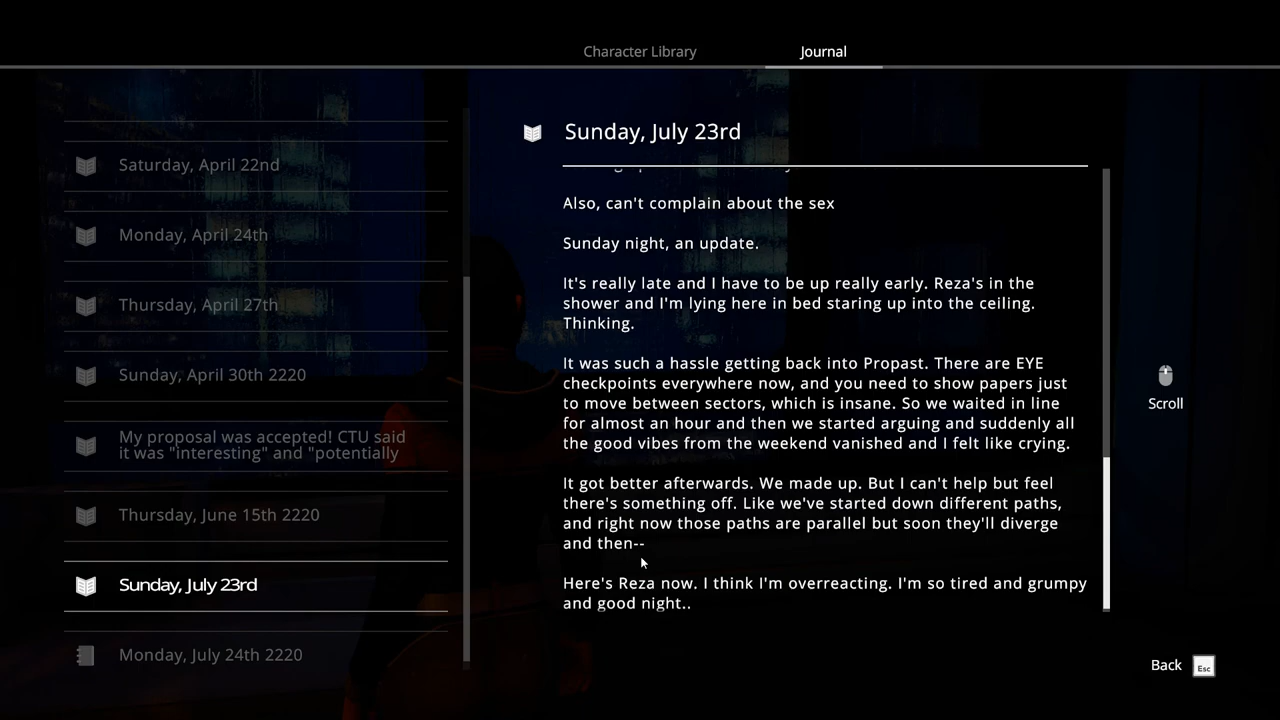 Character Library
Journal
Saturday, April 22nd
Monday, April 24th
Thursday, April 27th
Sunday, April 30th 2220
My proposal was accepted! CTU said
it was "interesting" and "potentially
Thursday, June 15th 2220
Sunday, July 23rd
Monday, July 24th 2220
Sunday, July 23rd
Also, can't complain about the sex
Sunday night, an update.
It's really late and I have to be up really early. Reza's in the
shower and I'm lying here in bed staring up into the ceiling.
Thinking.
It was such a hassle getting back into Propast. There are EYE
checkpoints everywhere now, and you need to show papers just
to move between sectors, which is insane. So we waited in line
for almost an hour and then we started arguing and suddenly all
the good vibes from the weekend vanished and I felt like crying.
It got better afterwards. We made up. But I can't help but feel
there's something off. Like we've started down different paths,
and right now those paths are parallel but soon they'll diverge
and then--
Here's Reza now. I think I'm overreacting. I'm so tired and grumpy
and good night..
Scroll
Back
Esc